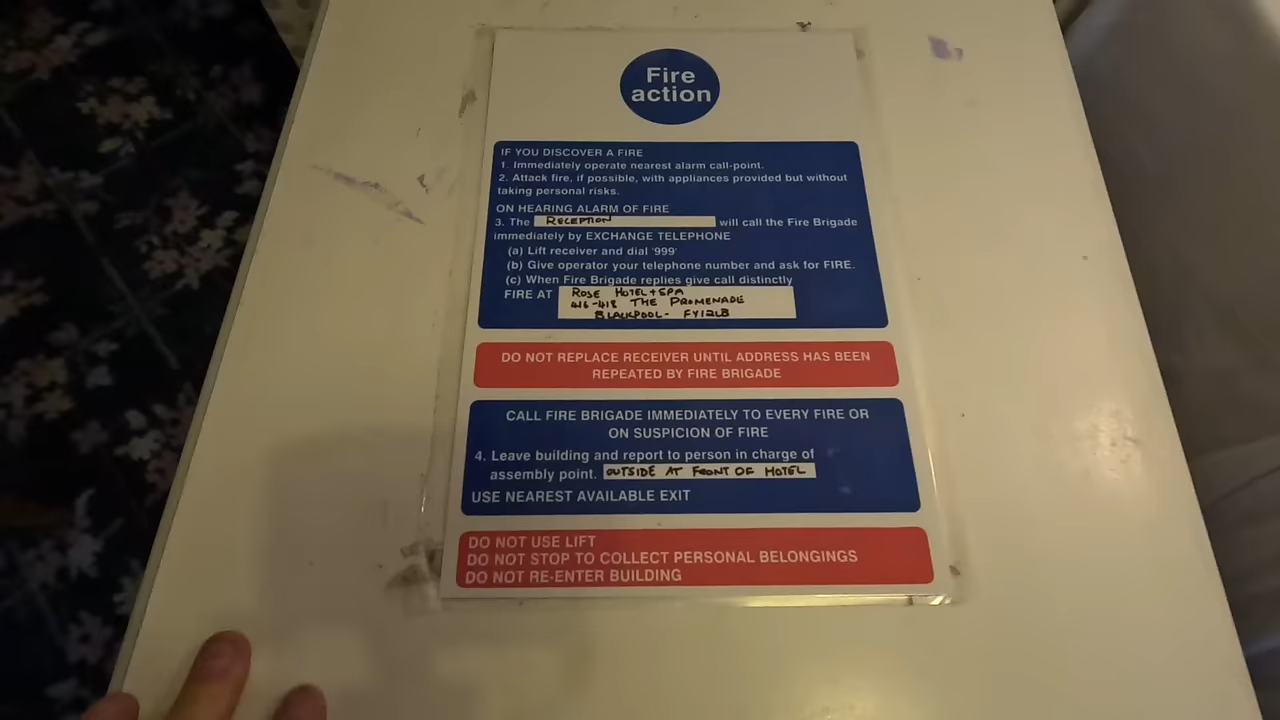 Fire
action
IF YOU DISCOVER A FIRE
1. Immediately operate nearest alarm call-point.
2. Attack fire, if possible, with appliances provided but without
taking personal risks.
ON HEARING ALARM OF FIRE
3. The RECEPTION will call the Fire Brigade
immediately by EXCHANGE TELEPHONE
(a) Lift receiver and dial '999'
(b) Give operator your telephone number and ask for FIRE.
(c) When Fire Brigade replies give call distinctly
FIRE AT ROSE HOTEL + SPA
416-418 THE PROMENADE
BLACKPOOL- FY12LB
DO NOT REPLACE RECEIVER UNTIL ADDRESS HAS BEEN
REPEATED BY FIRE BRIGADE
CALL FIRE BRIGADE IMMEDIATELY TO EVERY FIRE OR
ON SUSPICION OF FIRE
4. Leave building and report to person in charge of
assembly point. OUTSIDE AT FRONT OF HOTEL
USE NEAREST AVAILABLE EXIT
DO NOT USE LIFT
DO NOT STOP TO COLLECT PERSONAL BELONGINGS
DO NOT RE-ENTER BUILDING